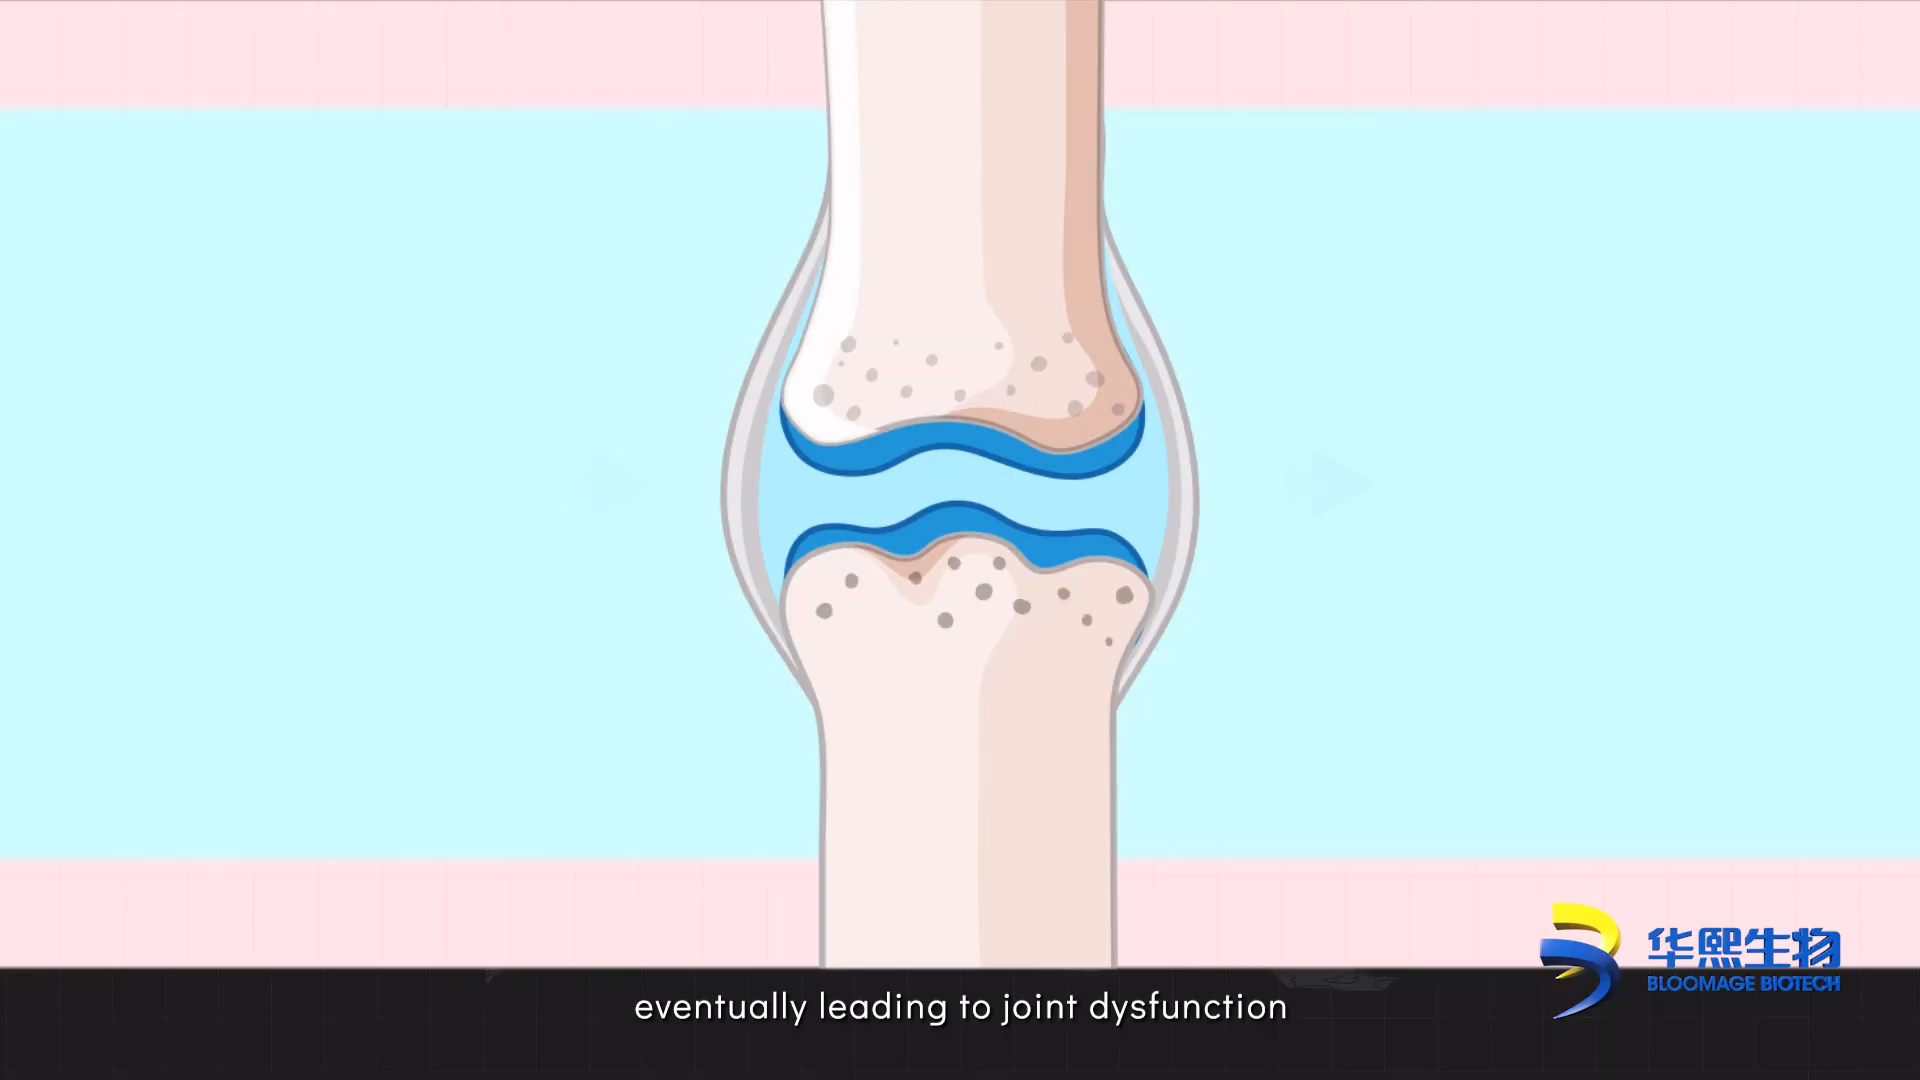 华熙生物
BLOOMAGE BIOTECH
eventually leading to joint dysfunction